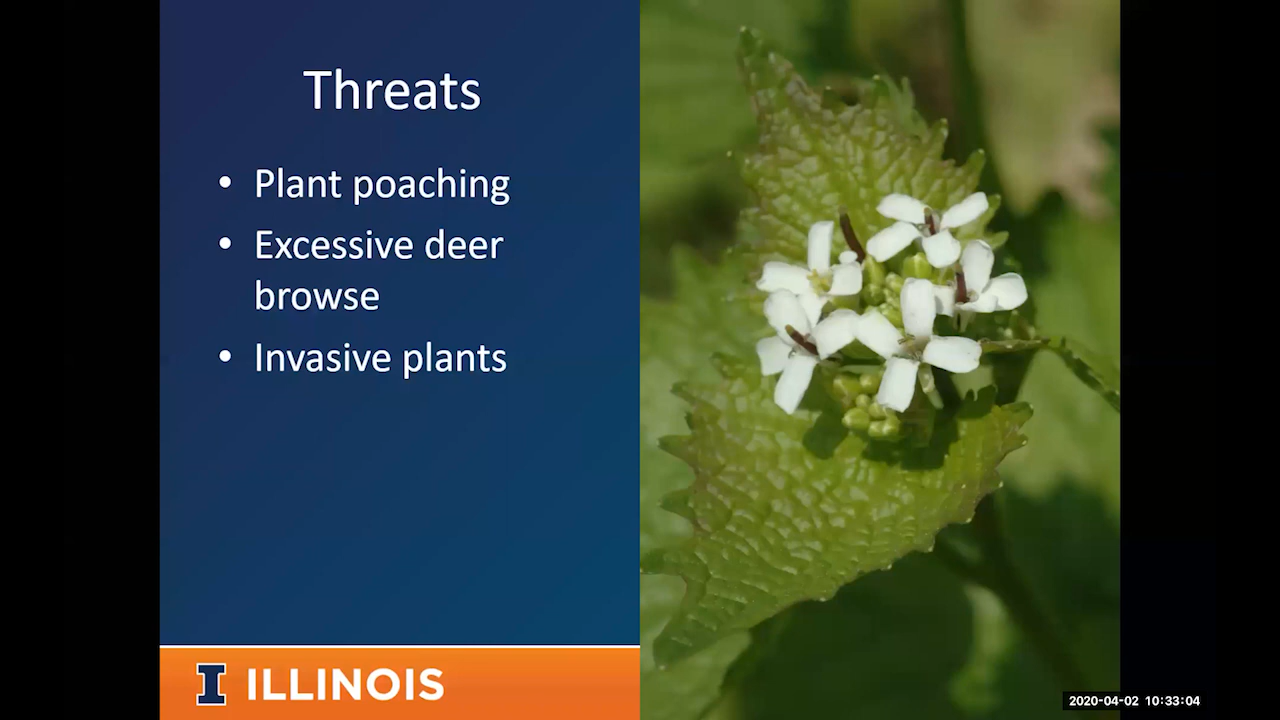 Threats
• Plant poaching
• Excessive deer
browse
• Invasive plants
I ILLINOIS
2020-04-02 10:33:04